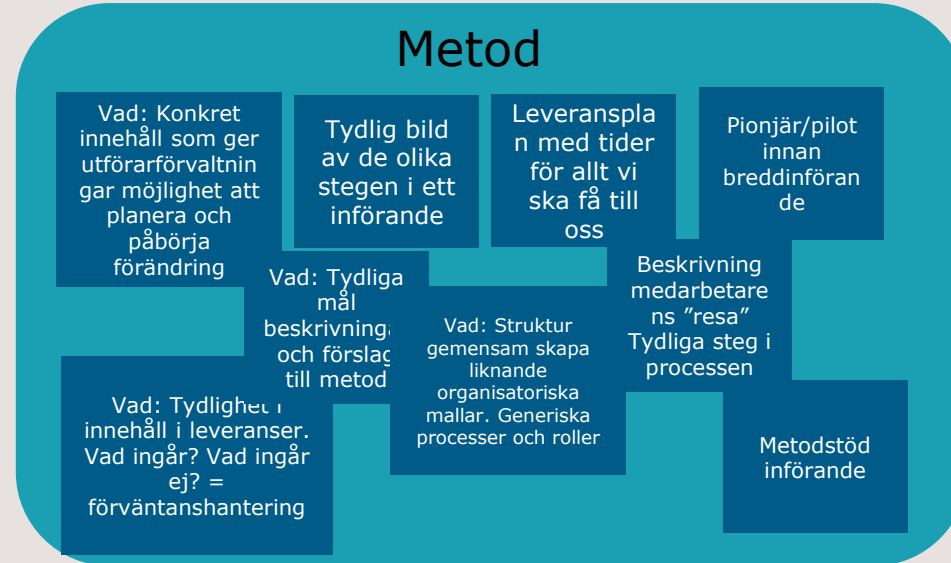 Metod
Vad: Konkret
innehåll som ger
utförarförvaltnin
gar möjlighet att
planera och
påbörja
förändring
Tydlig bild
av de olika
stegen i ett
införande
Leveranspla
n med tider
för allt vi
ska få till
oss
Pionjär/pilot
innan
breddinföran
de
Vad: Tydliga
mål
beskrivninga
och förslag
till metod
Vad: Struktur
gemensam skapa
liknande
organisatoriska
mallar. Generiska
processer och roller
Beskrivning
medarbetare
ns ”resa”
Tydliga steg i
processen
Vad: Tydlighet i
innehåll i leveranser.
Vad ingår? Vad ingår
ej? =
förväntanshantering
Metodstöd
införande